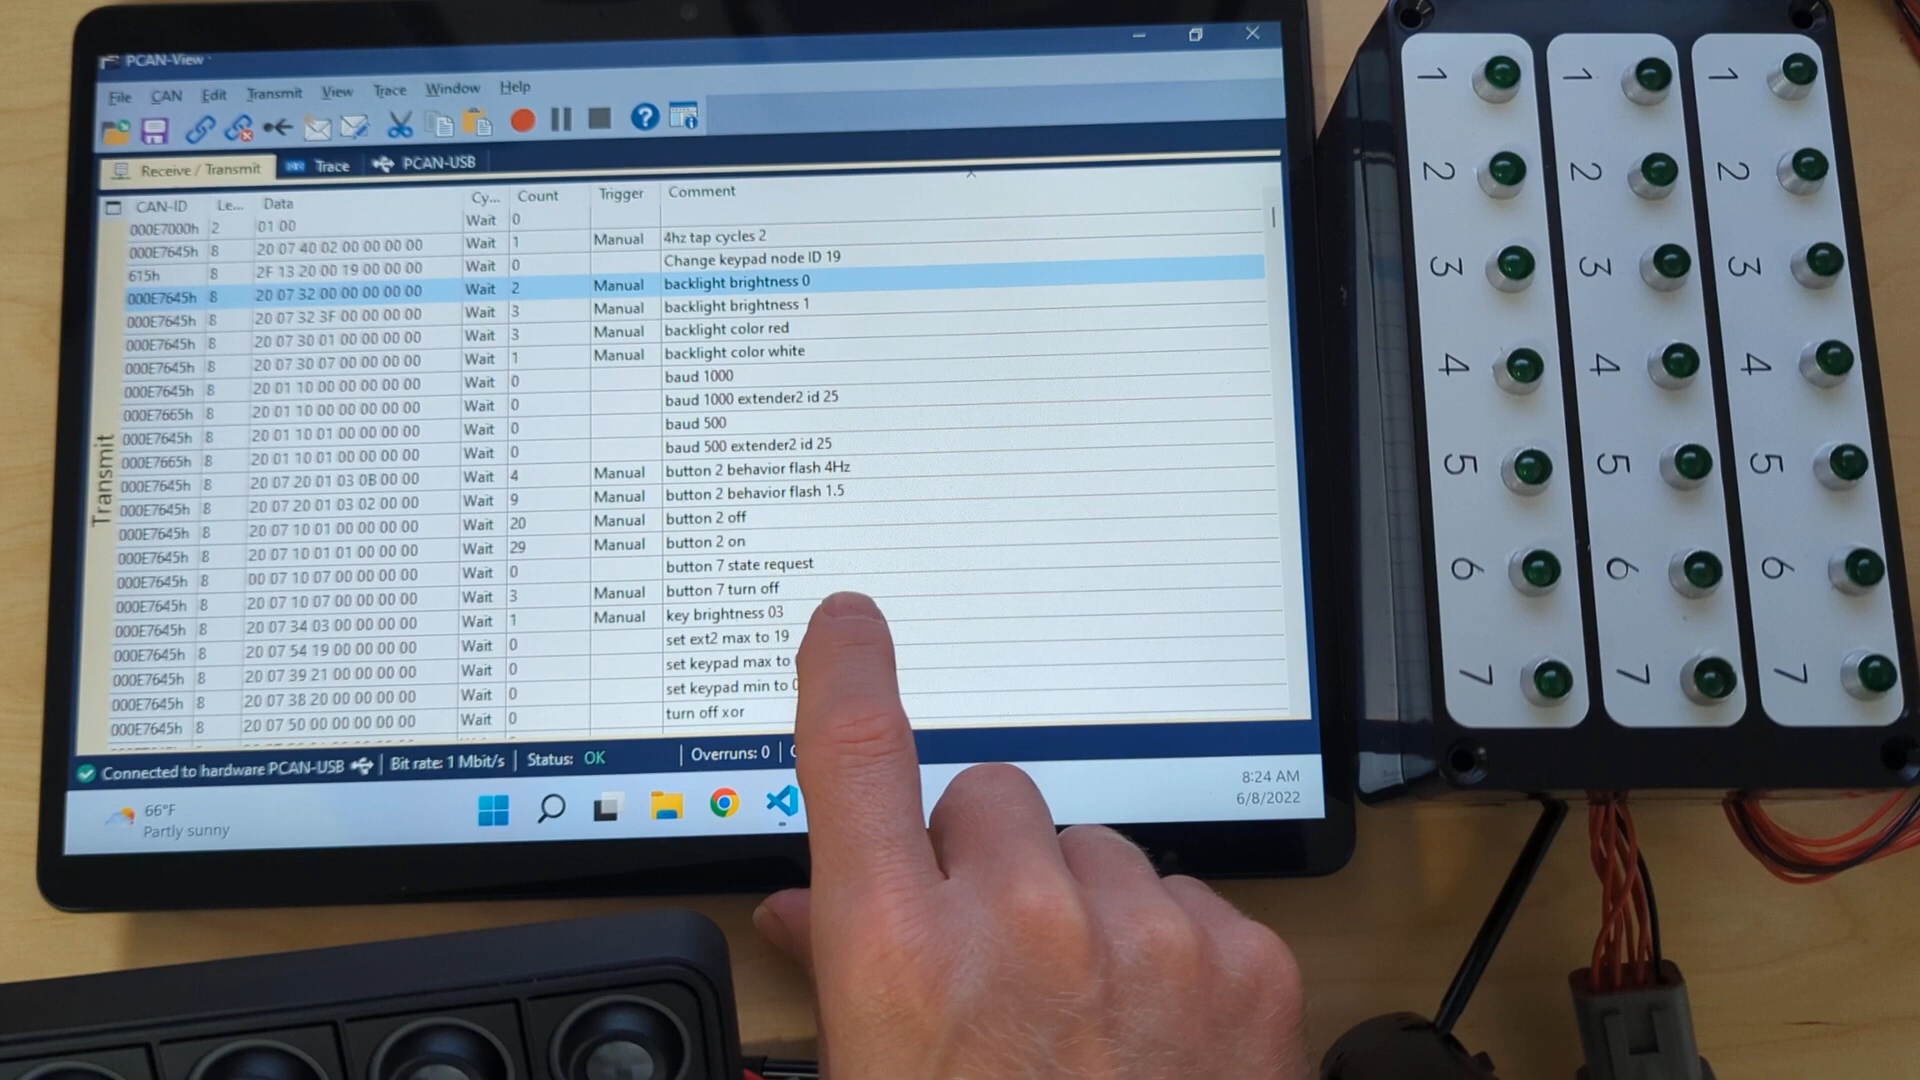 PCAN-View
File CAN Edit Transmit View Trace Window Help
Receive / Transmit Trace PCAN-USB
CAN-ID Le... Data Cy... Count Trigger Comment
000E7000h 2 01 00 Wait 0
000E7645h 8 20 07 40 02 00 00 00 00 Wait 1 Manual 4hz tap cycles 2
615h 8 2F 13 20 00 19 00 00 00 Wait 0 Change keypad node ID 19
000E7645h 8 20 07 32 00 00 00 00 00 Wait 2 Manual backlight brightness 0
000E7645h 8 20 07 32 3F 00 00 00 00 Wait 3 Manual backlight brightness 1
000E7645h 8 20 07 30 01 00 00 00 00 Wait 3 Manual backlight color red
000E7645h 8 20 07 30 07 00 00 00 00 Wait 1 Manual backlight color white
000E7645h 8 20 01 10 00 00 00 00 00 Wait 0 baud 1000
000E7665h 8 20 01 10 00 00 00 00 00 Wait 0 baud 1000 extender2 id 25
000E7645h 8 20 01 10 01 00 00 00 00 Wait 0 baud 500
000E7665h 8 20 01 10 01 00 00 00 00 Wait 0 baud 500 extender2 id 25
000E7645h 8 20 07 20 01 03 0B 00 00 Wait 4 Manual button 2 behavior flash 4Hz
000E7645h 8 20 07 20 01 03 02 00 00 Wait 9 Manual button 2 behavior flash 1.5
000E7645h 8 20 07 10 01 00 00 00 00 Wait 20 Manual button 2 off
000E7645h 8 20 07 10 01 01 00 00 00 Wait 29 Manual button 2 on
000E7645h 8 00 07 10 07 00 00 00 00 Wait 0 button 7 state request
000E7645h 8 20 07 10 07 00 00 00 00 Wait 3 Manual button 7 turn off
000E7645h 8 20 07 34 03 00 00 00 00 Wait 1 Manual key brightness 03
000E7645h 8 20 07 54 19 00 00 00 00 Wait 0 set ext2 max to 19
000E7645h 8 20 07 39 21 00 00 00 00 Wait 0 set keypad max to
000E7645h 8 20 07 38 20 00 00 00 00 Wait 0 set keypad min to
000E7645h 8 20 07 50 00 00 00 00 00 Wait 0 turn off xor
Transmit
Connected to hardware PCAN-USB Bit rate: 1 Mbit/s Status: OK Overruns: 0
66°F
Partly sunny
8:24 AM
6/8/2022
1 1 1
2 2 2
3 3 3
4 4 4
5 5 5
6 6 6
7 7 7